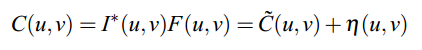 C(u,v) = I*(u,v)F(u,v) = C̃(u,v) + η(u,v)